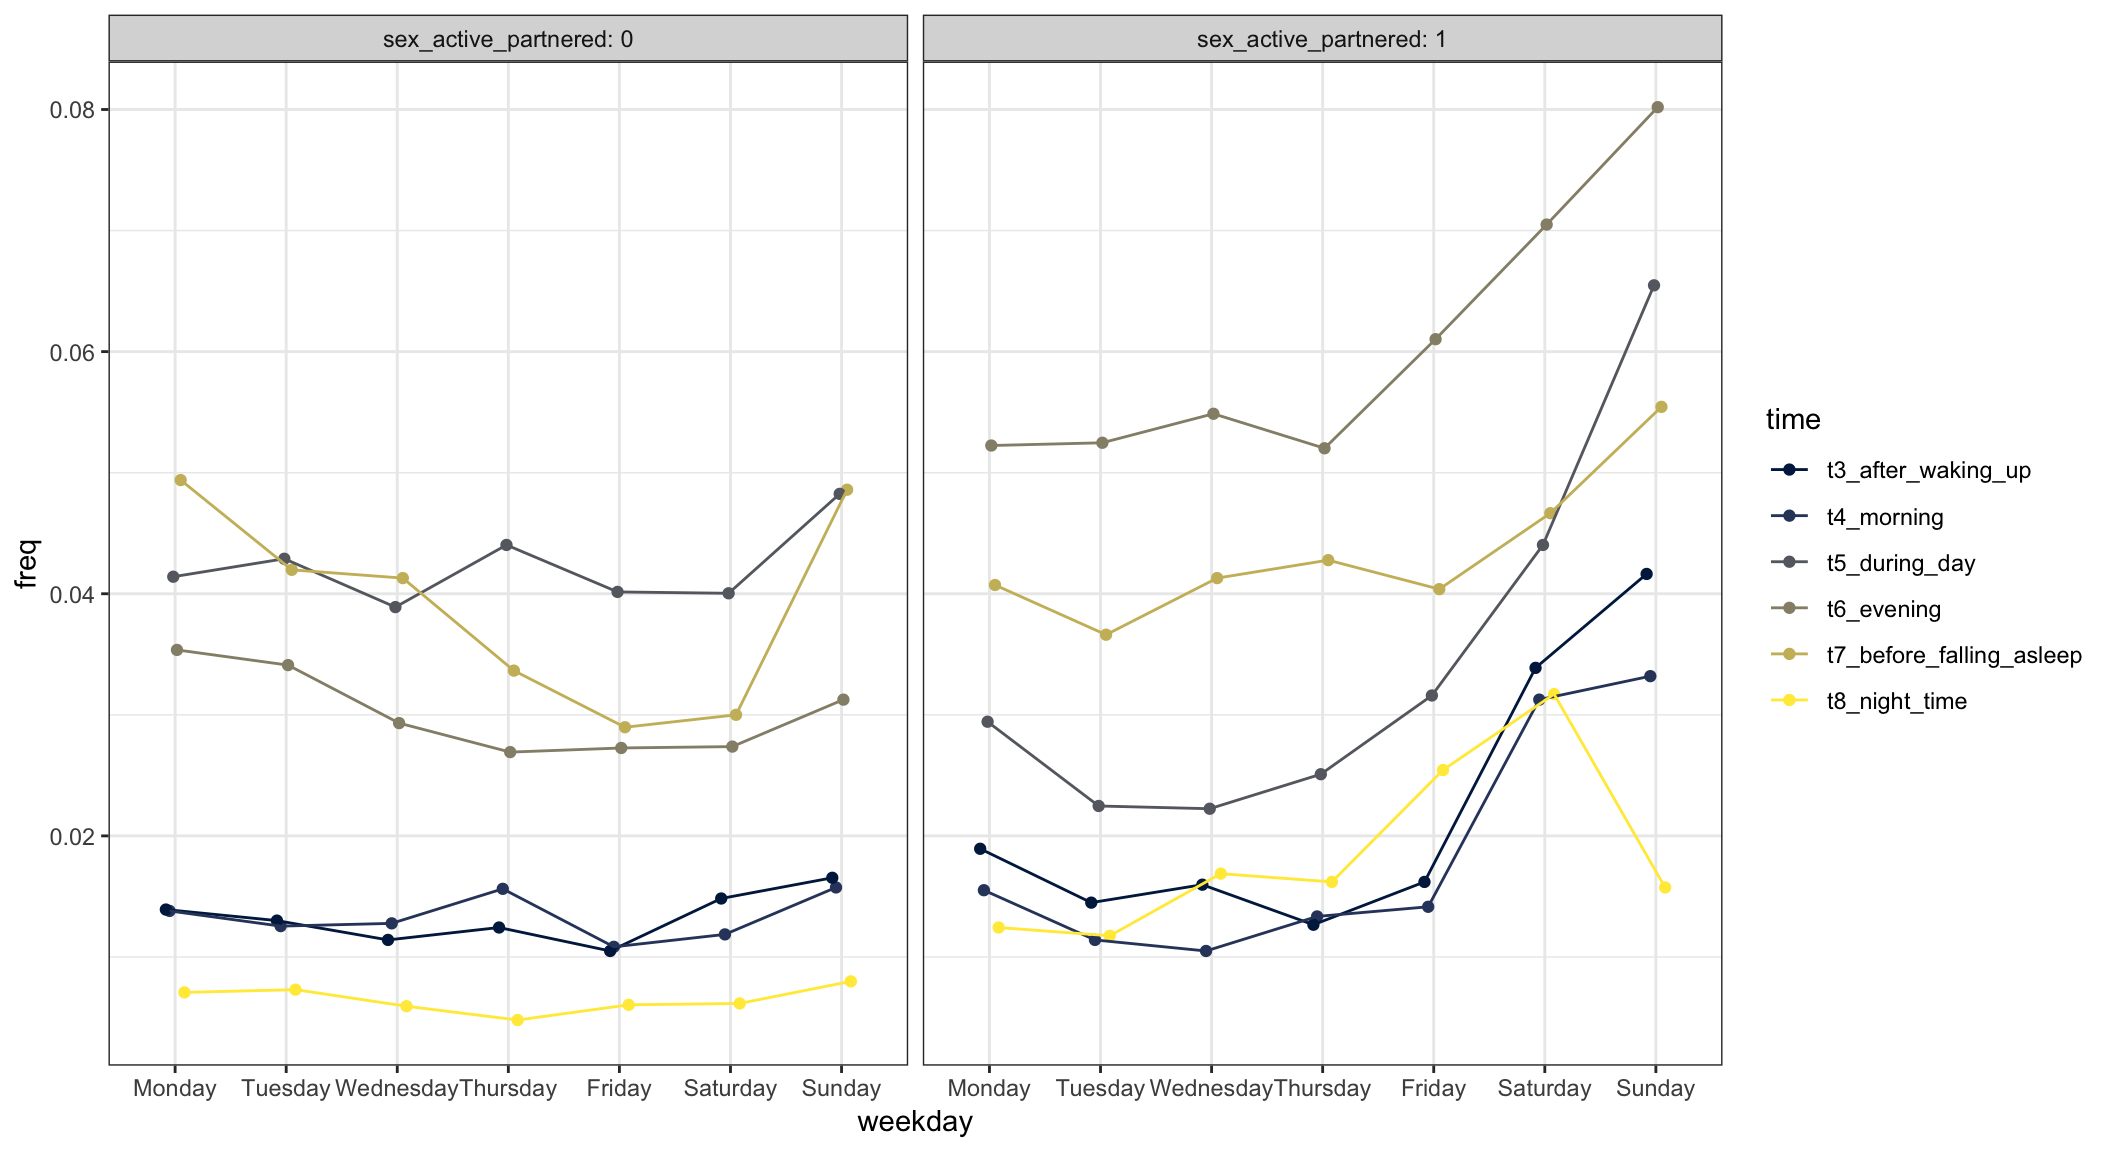 sex_active_partnered: 0
sex_active_partnered: 1
0.08
0.06
0.04
0.02
freq
Monday Tuesday Wednesday Thursday Friday Saturday Sunday
Monday Tuesday Wednesday Thursday Friday Saturday Sunday
weekday
time
t3_after_waking_up
t4_morning
t5_during_day
t6_evening
t7_before_falling_asleep
t8_night_time